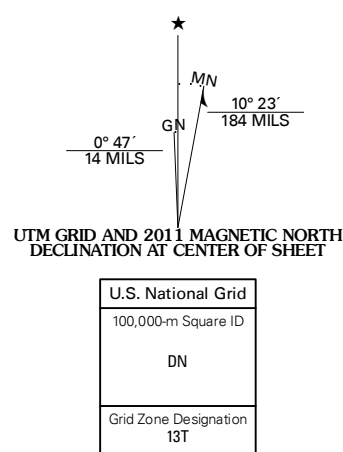 ★
MN
10° 23´
184 MILS
GN
0° 47´
14 MILS
UTM GRID AND 2011 MAGNETIC NORTH
DECLINATION AT CENTER OF SHEET
U.S. National Grid
100,000-m Square ID
DN
Grid Zone Designation
13T